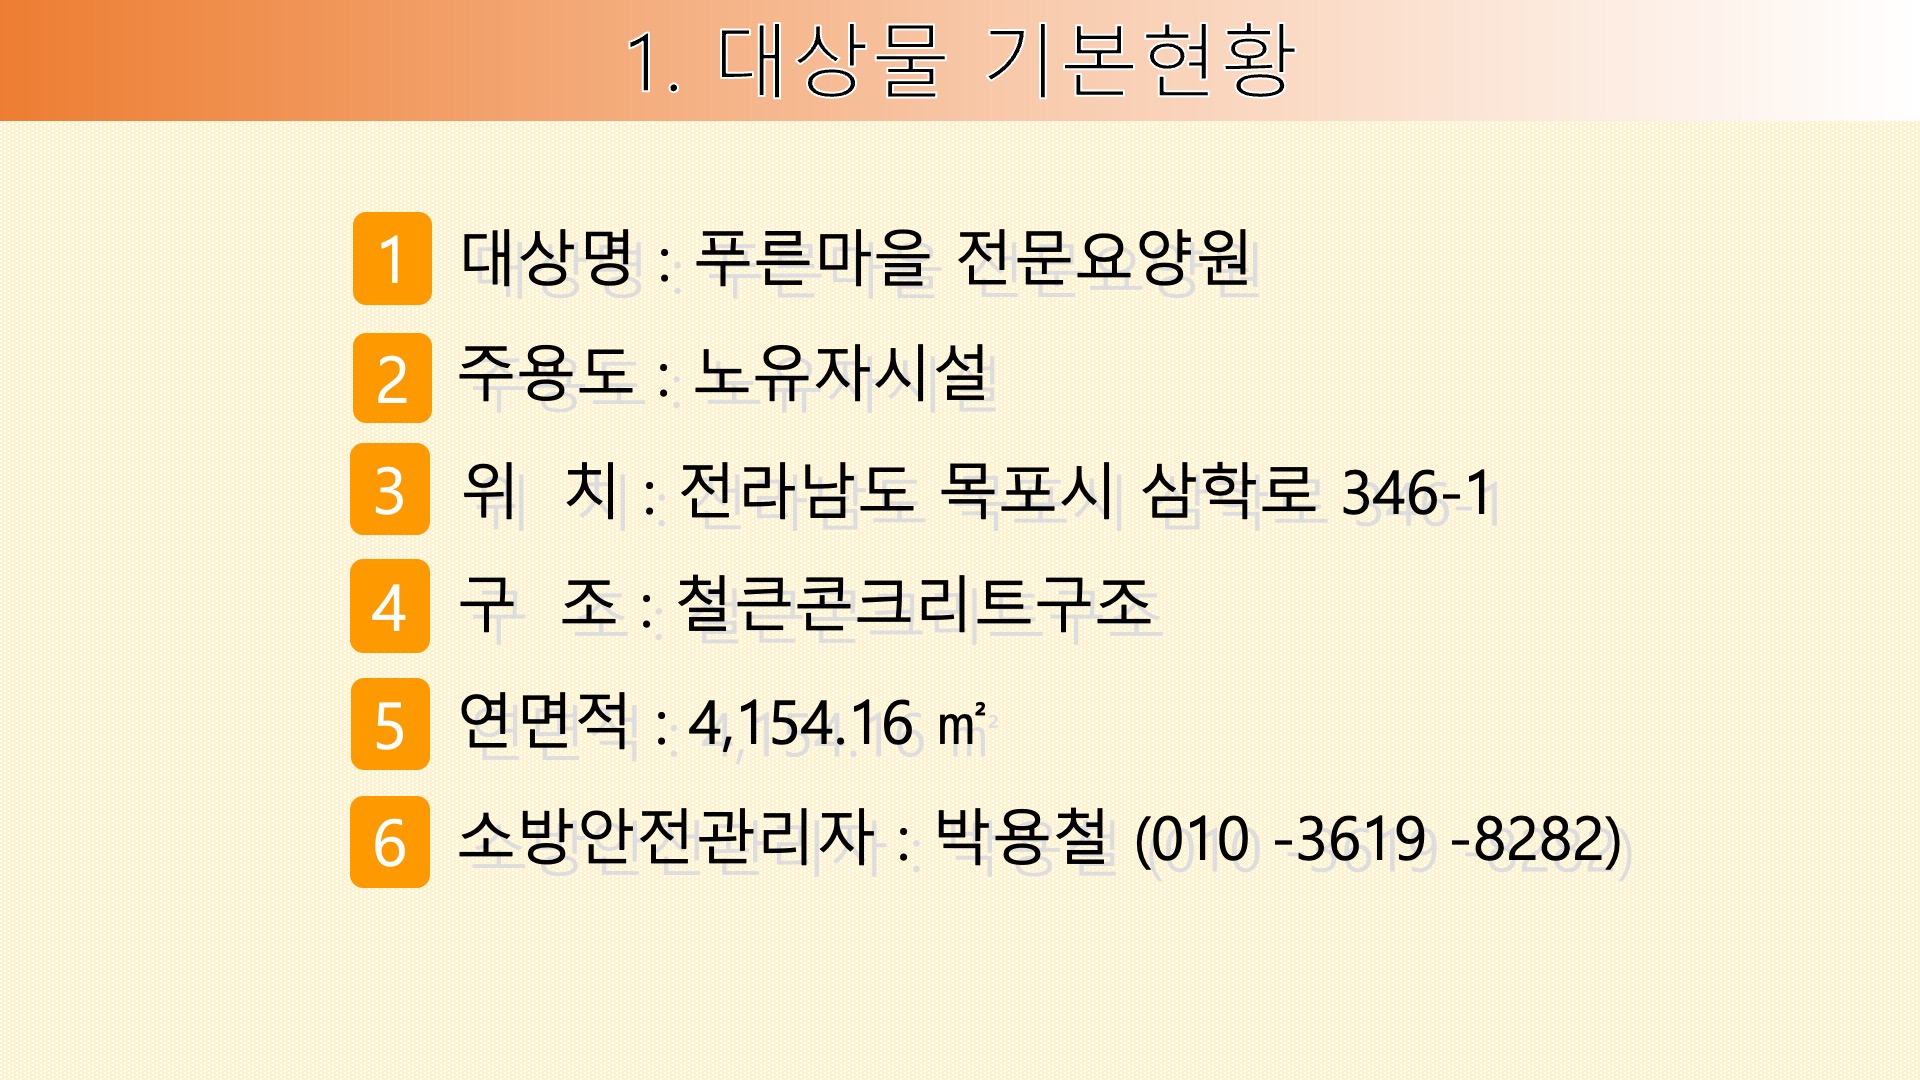 1. 대상물 기본현황
1 대상명 : 푸른마을 전문요양원
2 주용도 : 노유자시설
3 위 치 : 전라남도 목포시 삼학로 346-1
4 구 조 : 철큰콘크리트구조
5 연면적 : 4,154.16 ㎡
6 소방안전관리자 : 박용철 (010 -3619 -8282)